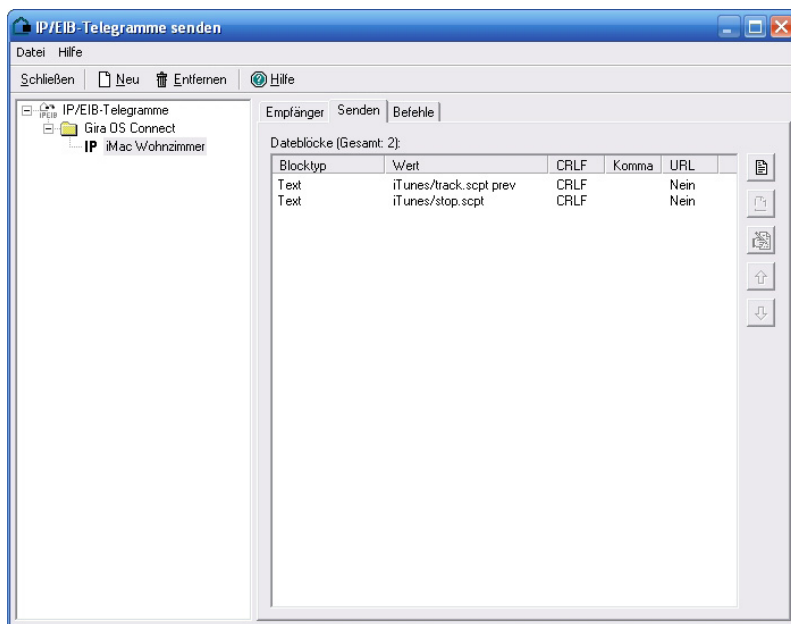 IP/EIB-Telegramme senden
Datei Hilfe
Schließen Neu Entfernen Hilfe
IP/EIB-Telegramme
Gira OS Connect
IP iMac Wohnzimmer
Empfänger Senden Befehle
Dateblöcke (Gesamt: 2):
Blocktyp Wert CRLF Komma URL
Text iTunes/track.scpt prev CRLF Nein
Text iTunes/stop.scpt CRLF Nein